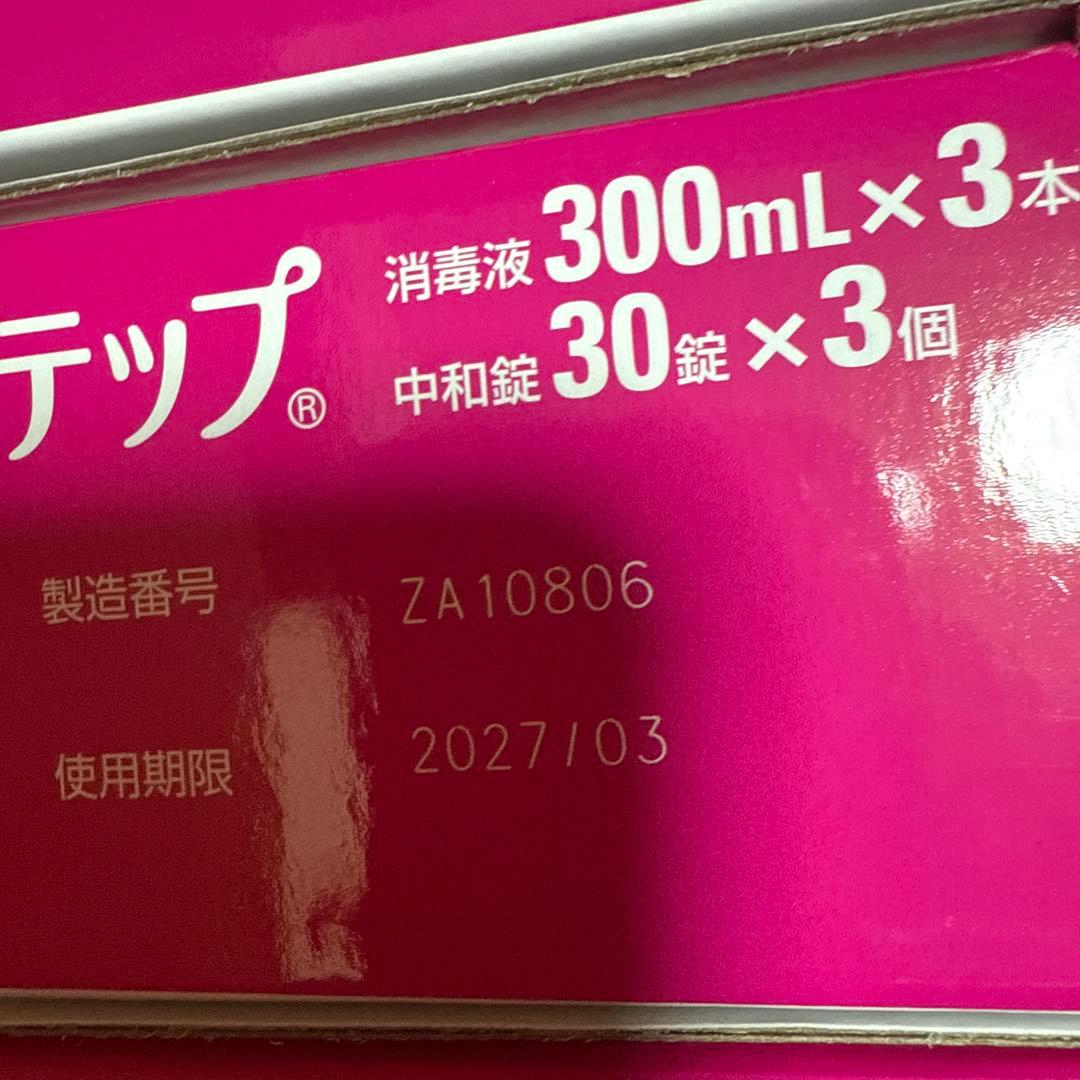 テップ®
消毒液 300mL×3本
中和錠 30錠×3個
製造番号 ZA10806
使用期限 2027/03